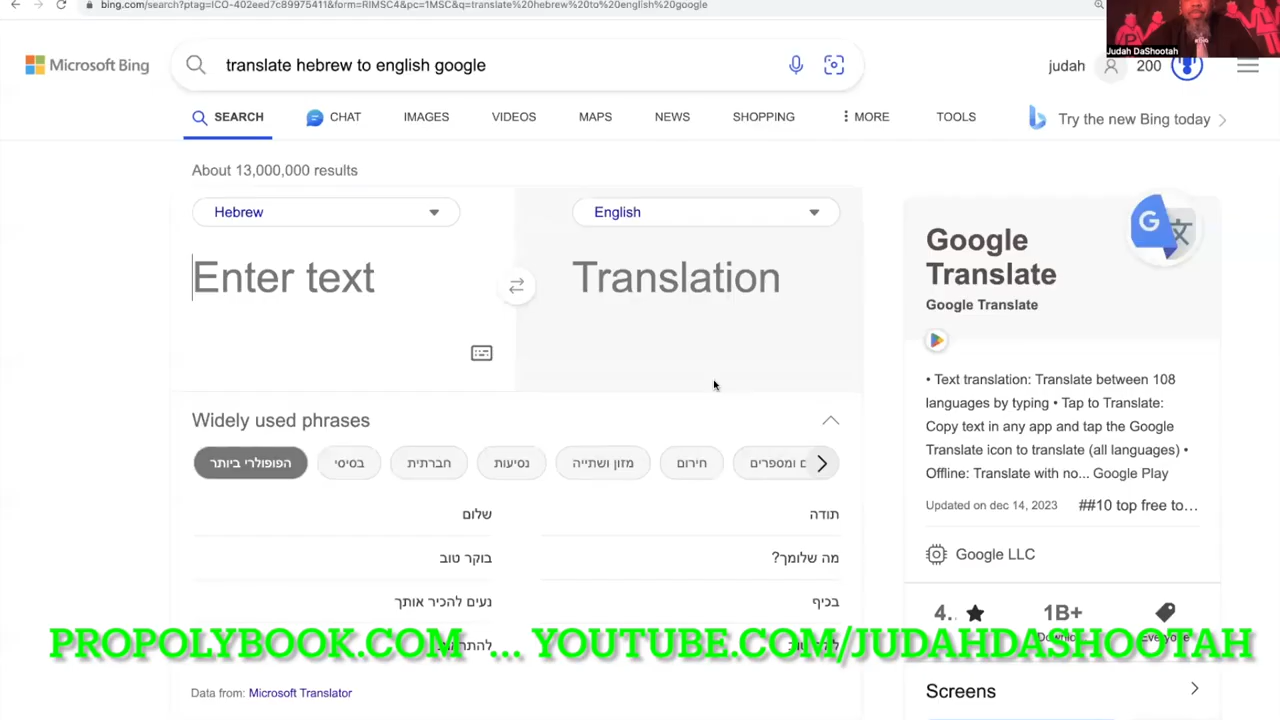 bing.com/search?ptag=ICO-402eed7c89975411&form=RIMSC4&pc=1MSC&q=translate%20hebrew%20to%20english%20google
Judah DaShootah
Microsoft Bing
translate hebrew to english google
judah
200
SEARCH
CHAT
IMAGES
VIDEOS
MAPS
NEWS
SHOPPING
MORE
TOOLS
Try the new Bing today
About 13,000,000 results
Hebrew
English
Enter text
Translation
Widely used phrases
הפופולרי ביותר
בסיסי
חברתית
נסיעות
מזון ושתייה
חירום
ומספרים
שלום
תודה
בוקר טוב
מה שלומך?
נעים להכיר אותך
בכיף
Data from: Microsoft Translator
Google
Translate
Google Translate
• Text translation: Translate between 108
languages by typing • Tap to Translate:
Copy text in any app and tap the Google
Translate icon to translate (all languages) •
Offline: Translate with no... Google Play
Updated on dec 14, 2023
##10 top free to...
Google LLC
4..
1B+
Everyone
Screens
PROPOLYBOOK.COM ... YOUTUBE.COM/JUDAHDASHOOTAH